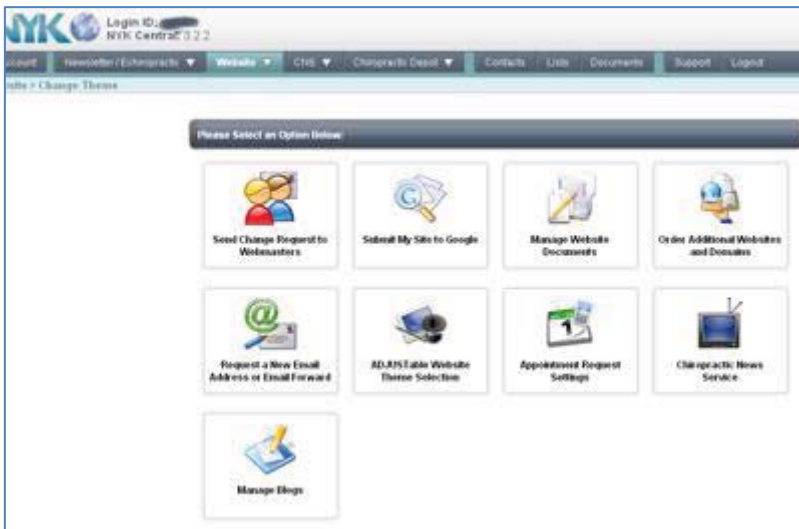 NYK
Login ID:
NYK Central 3.2.2
ccount Newsletter/Echiropractic Website CNS Chiropractic Depot Contacts Lists Documents Support Logout
site > Change Theme
Please Select an Option Below:
Send Change Request to
Webmasters
Submit My Site to Google
Manage Website
Documents
Order Additional Websites
and Domains
Request a New Email
Address or Email Forward
ADJUSTable Website
Theme Selection
Appointment Request
Settings
Chiropractic News
Service
Manage Blogs